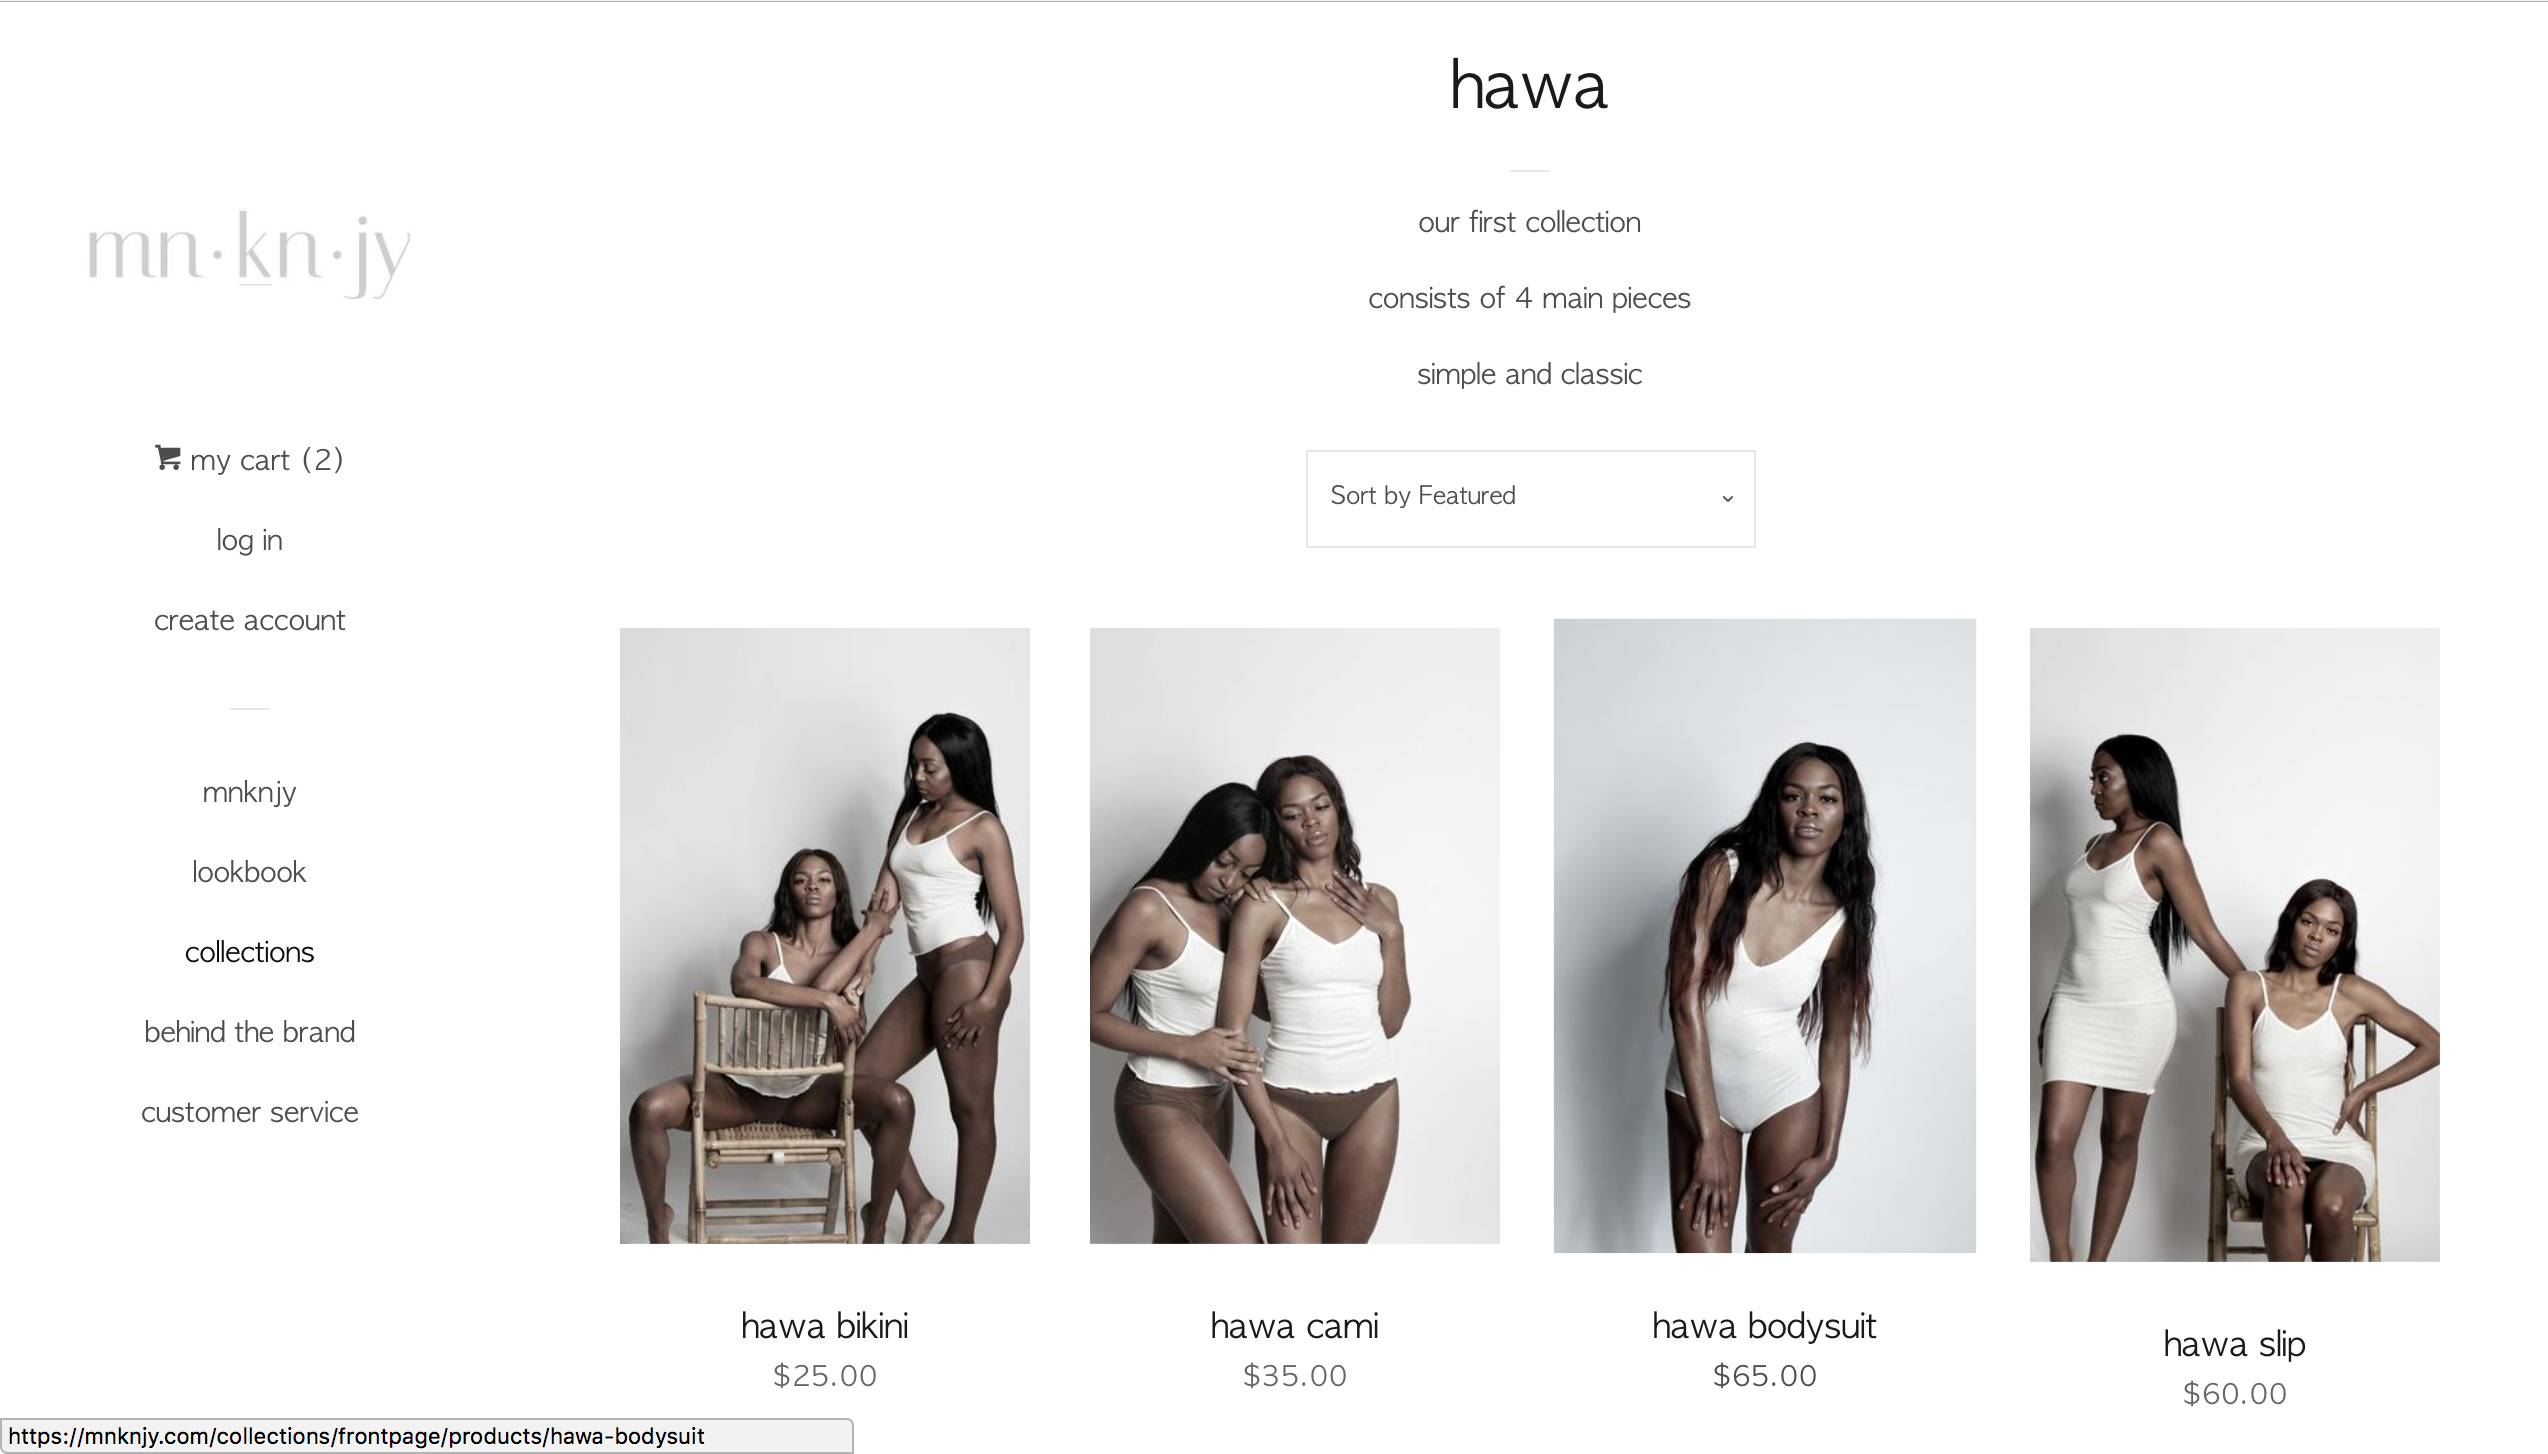 mn·kn·jy
my cart (2)
log in
create account
mnknjy
lookbook
collections
behind the brand
customer service
hawa
our first collection
consists of 4 main pieces
simple and classic
Sort by Featured
hawa bikini
$25.00
hawa cami
$35.00
hawa bodysuit
$65.00
hawa slip
$60.00
https://mnknjy.com/collections/frontpage/products/hawa-bodysuit